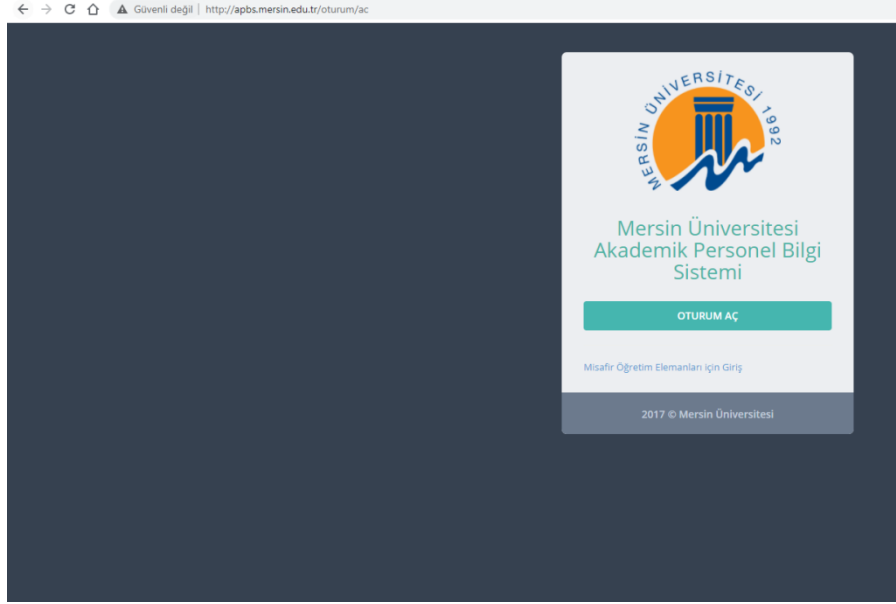 Güvenli değil | http://apbs.mersin.edu.tr/oturum/ac
MERSİN ÜNİVERSİTESİ 1992
Mersin Üniversitesi
Akademik Personel Bilgi
Sistemi
OTURUM AÇ
Misafir Öğretim Elemanları için Giriş
2017 © Mersin Üniversitesi